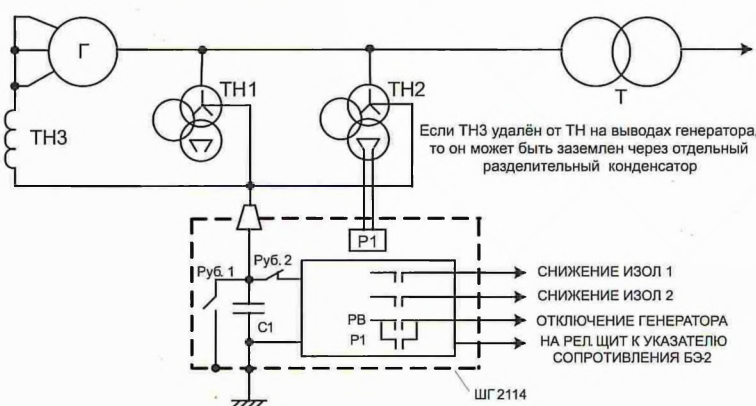 Г
ТН1
ТН2
Т
ТН3
Если ТН3 удалён от ТН на выводах генератора,
то он может быть заземлен через отдельный
разделительный конденсатор
Р1
Руб. 1
Руб. 2
С1
РВ
Р1
СНИЖЕНИЕ ИЗОЛ 1
СНИЖЕНИЕ ИЗОЛ 2
ОТКЛЮЧЕНИЕ ГЕНЕРАТОРА
НА РЕЛ. ЩИТ К УКАЗАТЕЛЮ
СОПРОТИВЛЕНИЯ БЭ-2
ШГ 2114